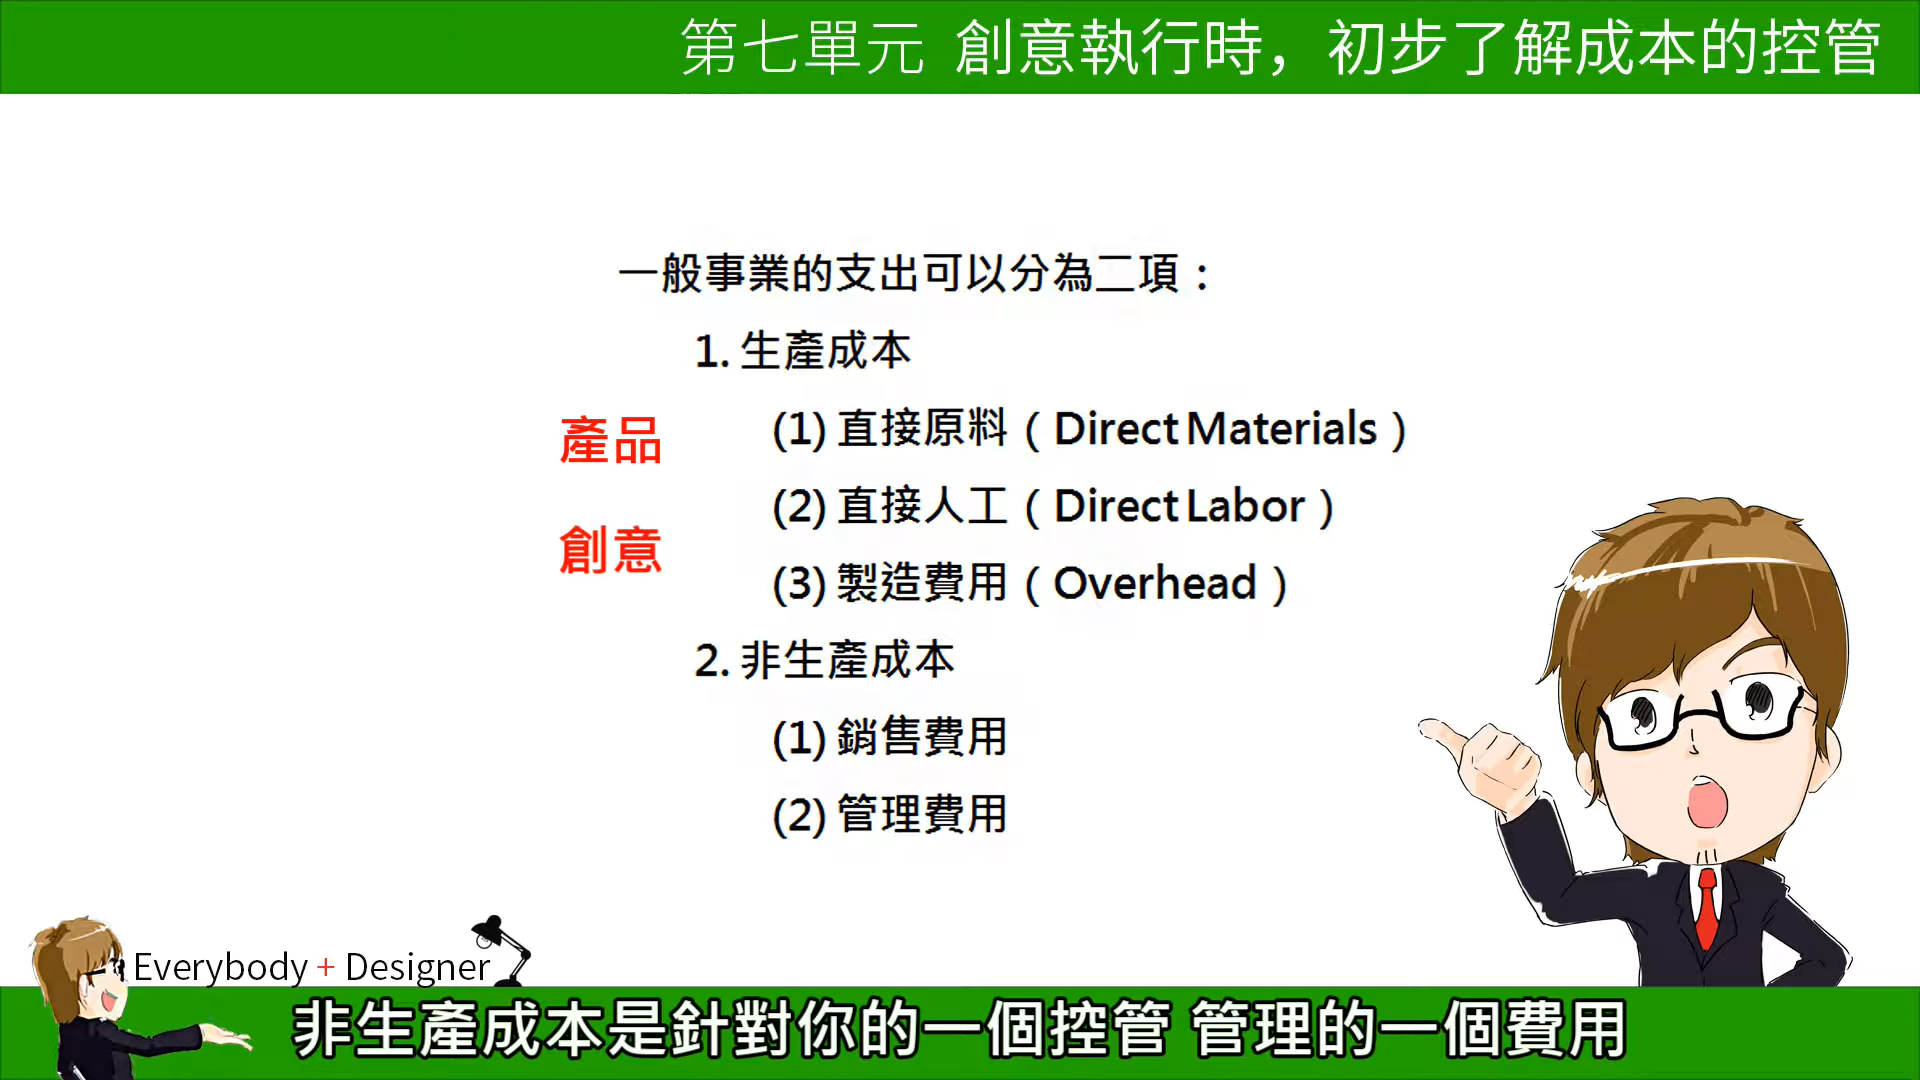 第七單元 創意執行時，初步了解成本的控管
一般事業的支出可以分為二項：
1. 生產成本
產品
(1) 直接原料（Direct Materials）
(2) 直接人工（Direct Labor）
創意
(3) 製造費用（Overhead）
2. 非生產成本
(1) 銷售費用
(2) 管理費用
Everybody + Designer
非生產成本是針對你的一個控管 管理的一個費用